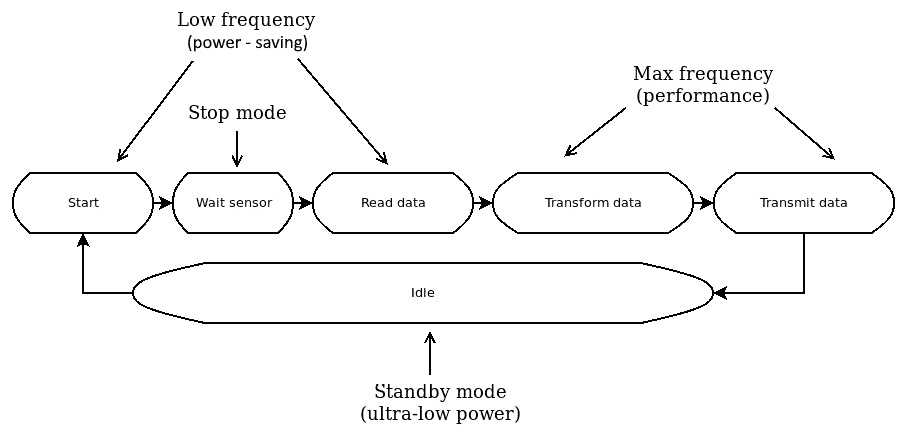 Low frequency
(power - saving)
Max frequency
(performance)
Stop mode
Start
Wait sensor
Read data
Transform data
Transmit data
Idle
Standby mode
(ultra-low power)